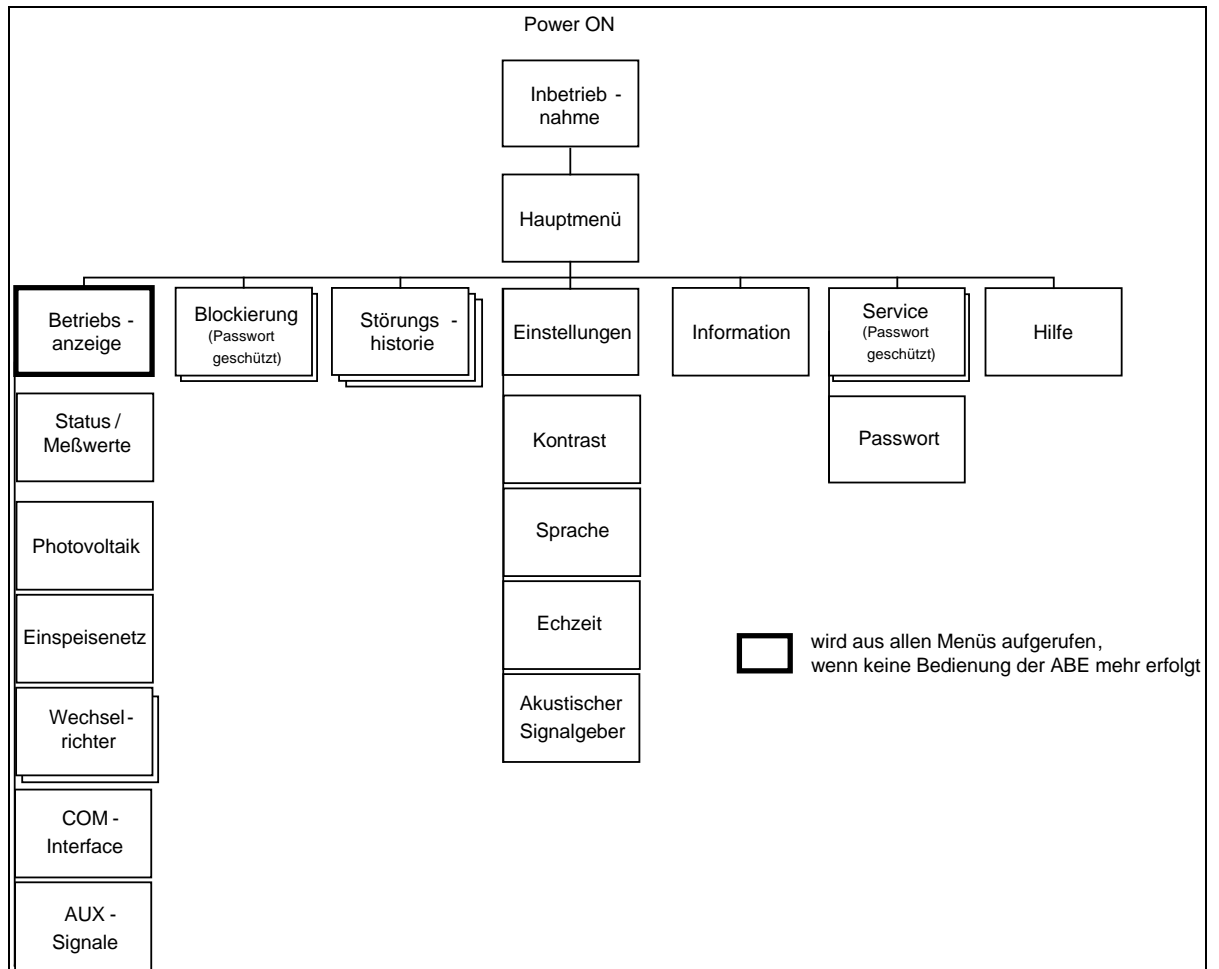 Power ON
Inbetrieb -
nahme
Hauptmenü
Betriebs -
anzeige
Blockierung
(Passwort
geschützt)
Störungs -
historie
Einstellungen
Information
Service
(Passwort
geschützt)
Hilfe
Status /
Meßwerte
Kontrast
Passwort
Photovoltaik
Sprache
Einspeisenetz
Echzeit
wird aus allen Menüs aufgerufen,
wenn keine Bedienung der ABE mehr erfolgt
Wechsel -
richter
Akustischer
Signalgeber
COM -
Interface
AUX -
Signale